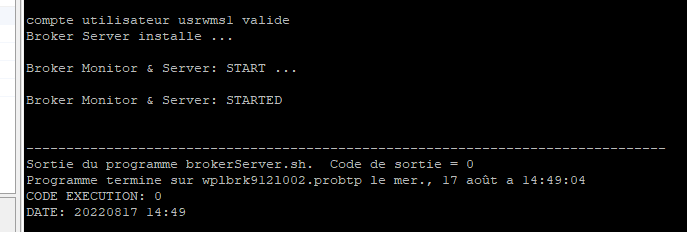 compte utilisateur usrwms1 valide
Broker Server installe ...
Broker Monitor & Server: START ...
Broker Monitor & Server: STARTED
--------------------------------------------------------------------------------
Sortie du programme brokerServer.sh.  Code de sortie = 0
Programme termine sur wplbrk912l002.probtp le mer., 17 août a 14:49:04
CODE EXECUTION: 0
DATE: 20220817 14:49